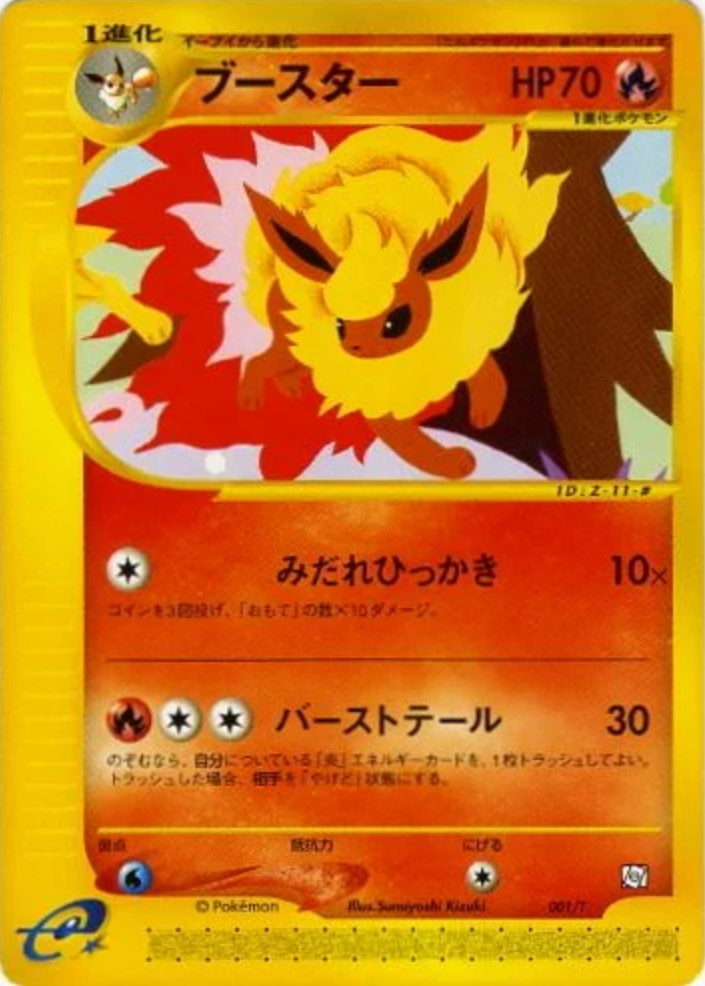 1進化
イーブイから進化
ブースター
HP70
1進化ポケモン
ID:Z-11-#
みだれひっかき 10×
コインを3回投げ、「おもて」の数×10ダメージ。
バーストテール 30
のぞむなら、自分についている「炎」エネルギーカードを、1枚トラッシュしてよい。
トラッシュした場合、相手を「やけど」状態にする。
弱点 抵抗力 にげる
© Pokémon Illus.Sumiyoshi Kizuki 001/T
e